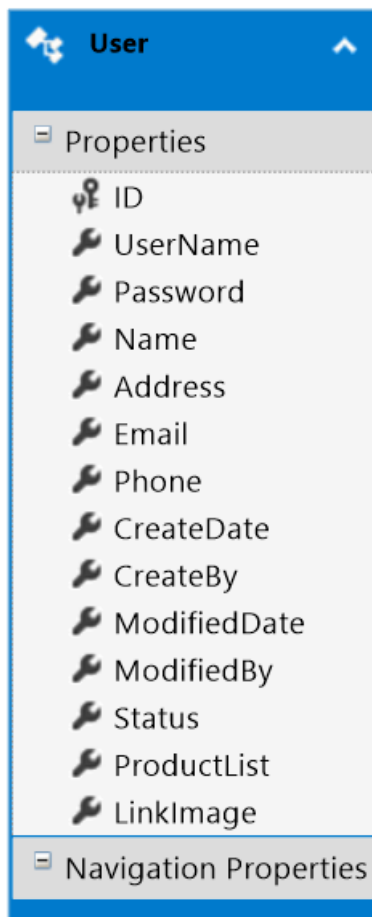 User
Properties
ID
UserName
Password
Name
Address
Email
Phone
CreateDate
CreateBy
ModifiedDate
ModifiedBy
Status
ProductList
LinkImage
Navigation Properties